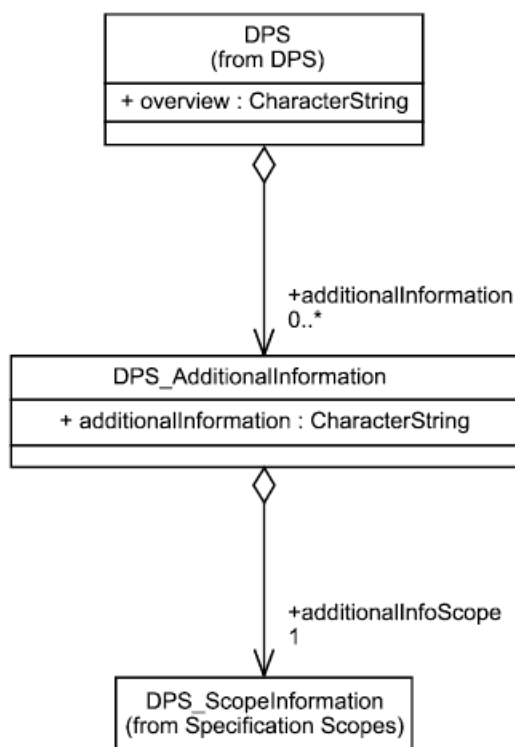 DPS
(from DPS)
+ overview : CharacterString
+additionalInformation
0..*
DPS_AdditionalInformation
+ additionalInformation : CharacterString
+additionalInfoScope
1
DPS_ScopeInformation
(from Specification Scopes)